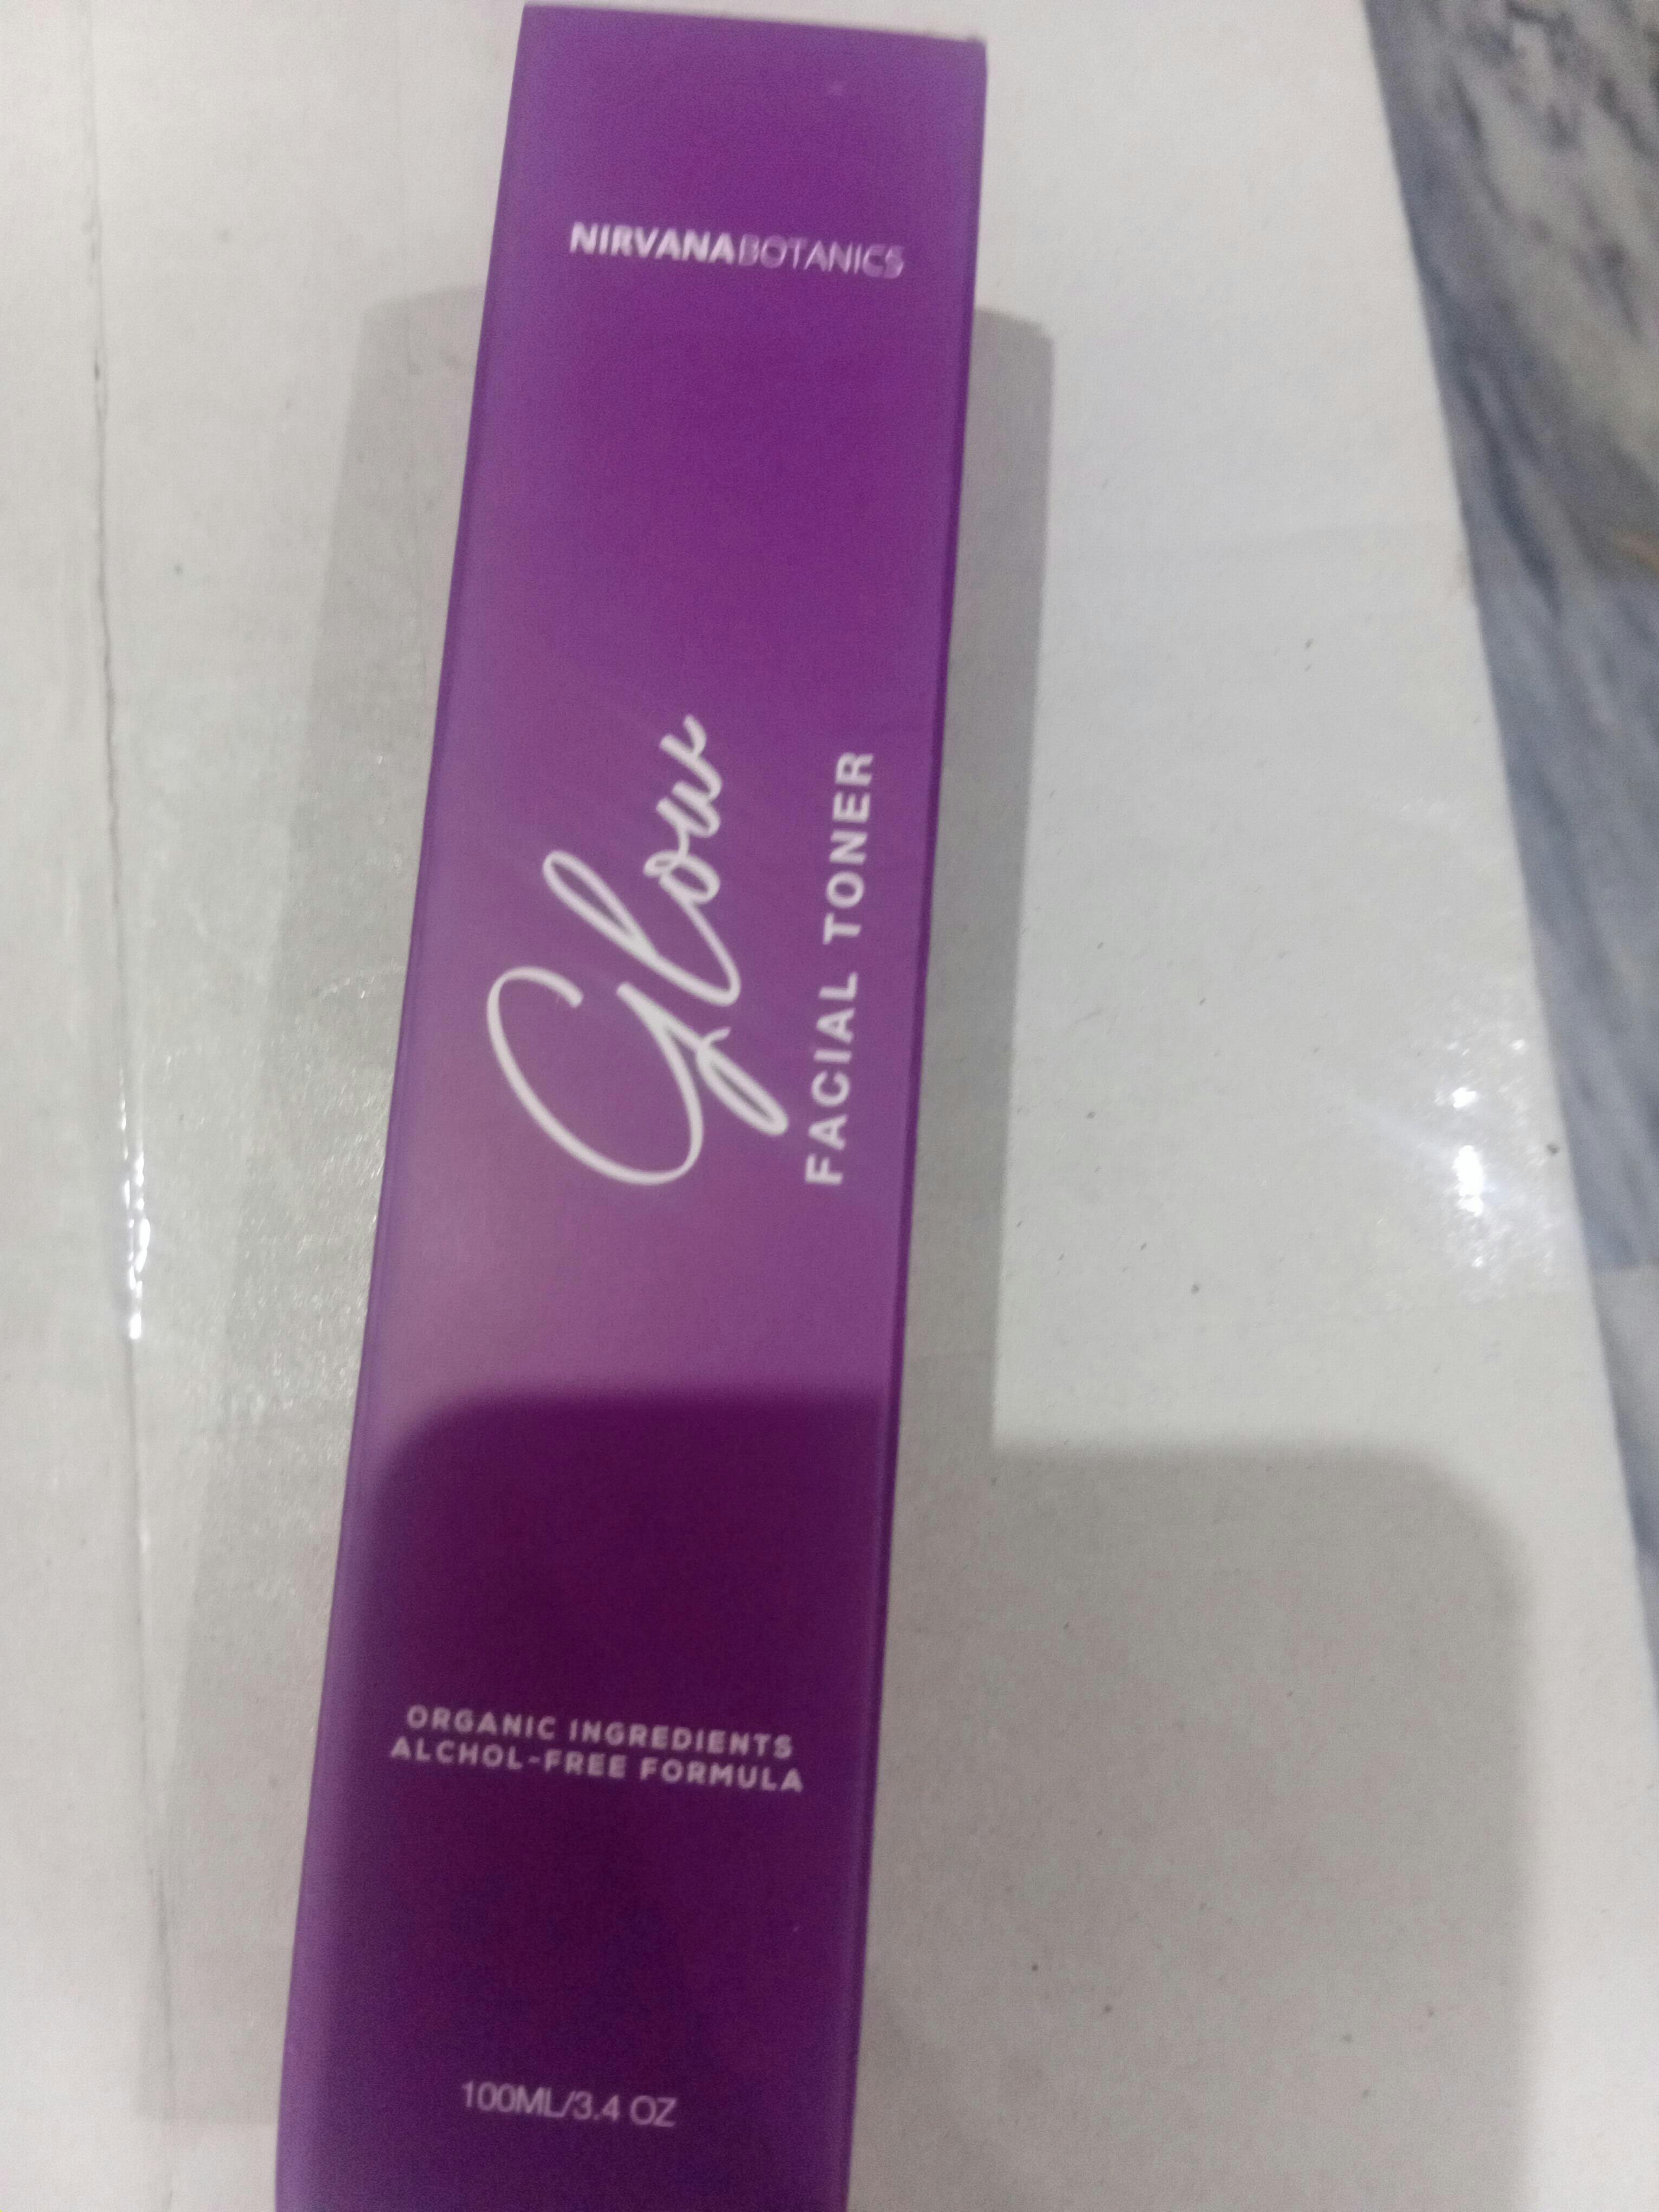 NIRVANABOTANICS
Glow
FACIAL TONER
ORGANIC INGREDIENTS
ALCHOL-FREE FORMULA
100ML/3.4 OZ